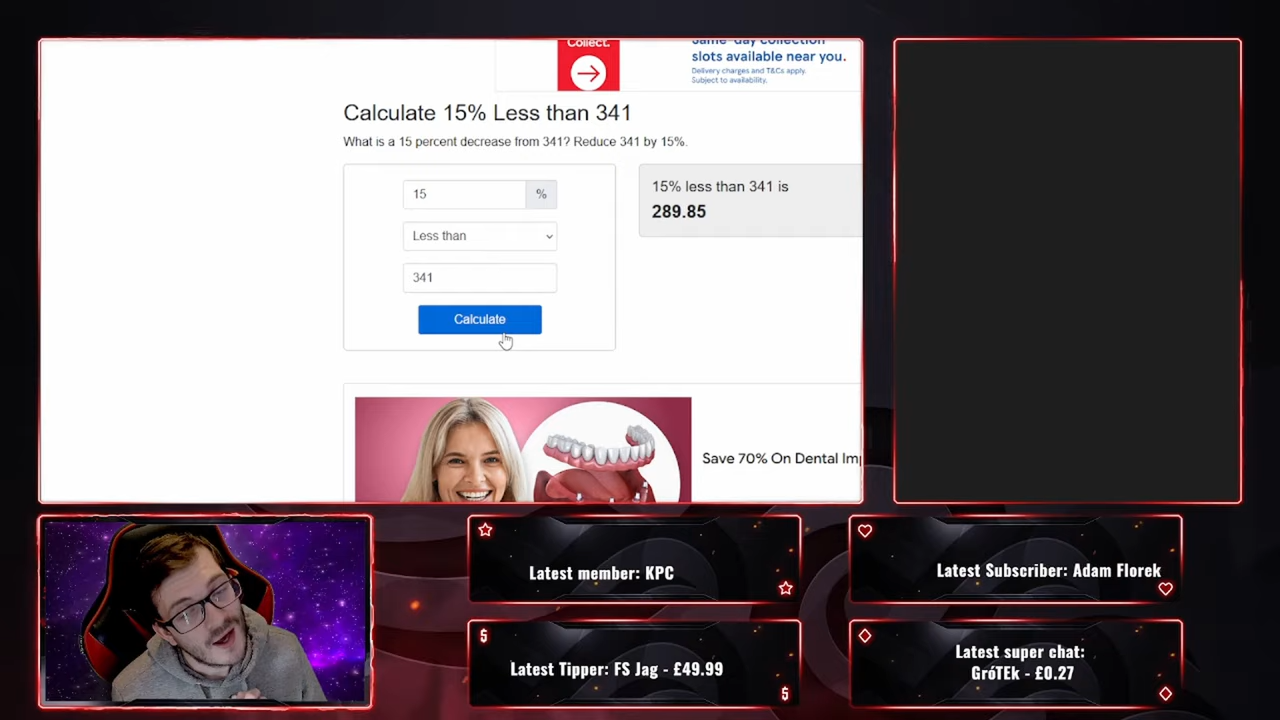 Collect.
Same-day collection
slots available near you.
Delivery charges and T&Cs apply.
Subject to availability.
Calculate 15% Less than 341
What is a 15 percent decrease from 341? Reduce 341 by 15%.
15 %
Less than
341
Calculate
15% less than 341 is
289.85
Save 70% On Dental Imp
Latest member: KPC
Latest Subscriber: Adam Florek
Latest Tipper: FS Jag - £49.99
Latest super chat:
GróTEk - £0.27